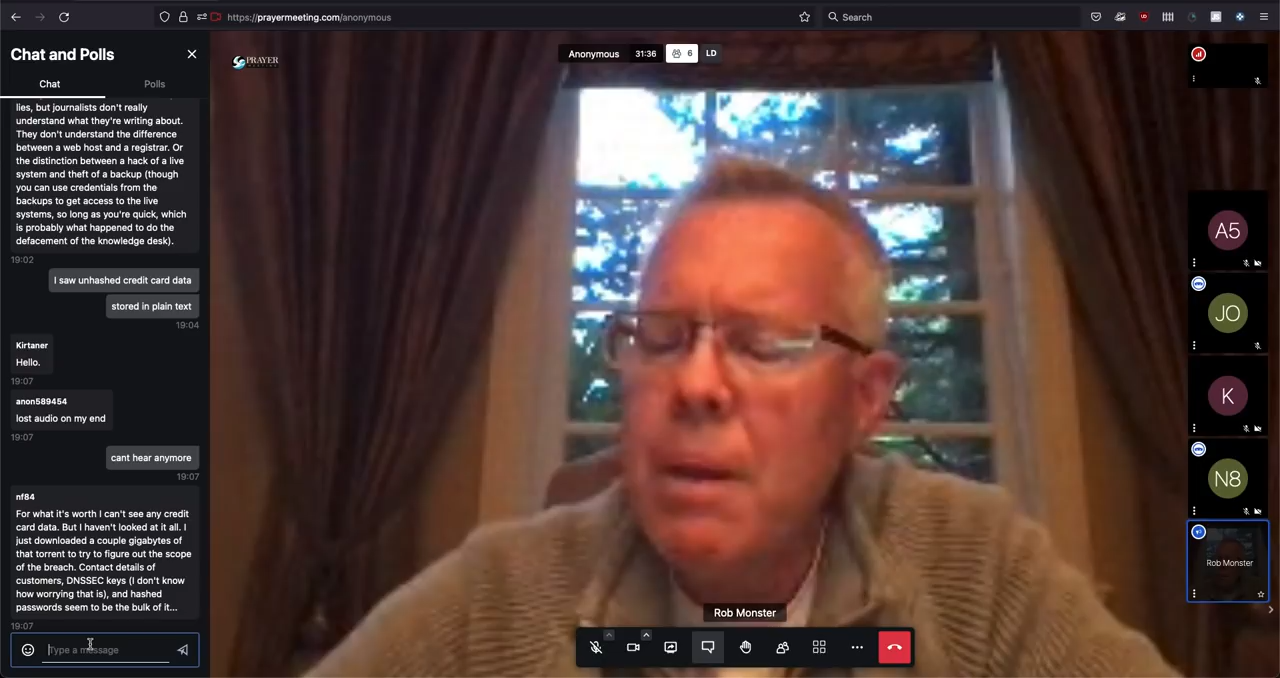 https://prayermeeting.com/anonymous
Search
Chat and Polls
Chat
Polls
lies, but journalists don't really
understand what they're writing about.
They don't understand the difference
between a web host and a registrar. Or
the distinction between a hack of a live
system and theft of a backup (though
you can use credentials from the
backups to get access to the live
systems, so long as you're quick, which
is probably what happened to do the
defacement of the knowledge desk).
19:02
I saw unhashed credit card data
stored in plain text
19:04
Kirtaner
Hello.
19:07
anon589454
lost audio on my end
19:07
cant hear anymore
19:07
nf84
For what it's worth I can't see any credit
card data. But I haven't looked at it all. I
just downloaded a couple gigabytes of
that torrent to try to figure out the scope
of the breach. Contact details of
customers, DNSSEC keys (I don't know
how worrying that is), and hashed
passwords seem to be the bulk of it...
19:07
Type a message
PRAYER
Anonymous
31:36
6
LD
Rob Monster
A5
JO
K
N8
Rob Monster